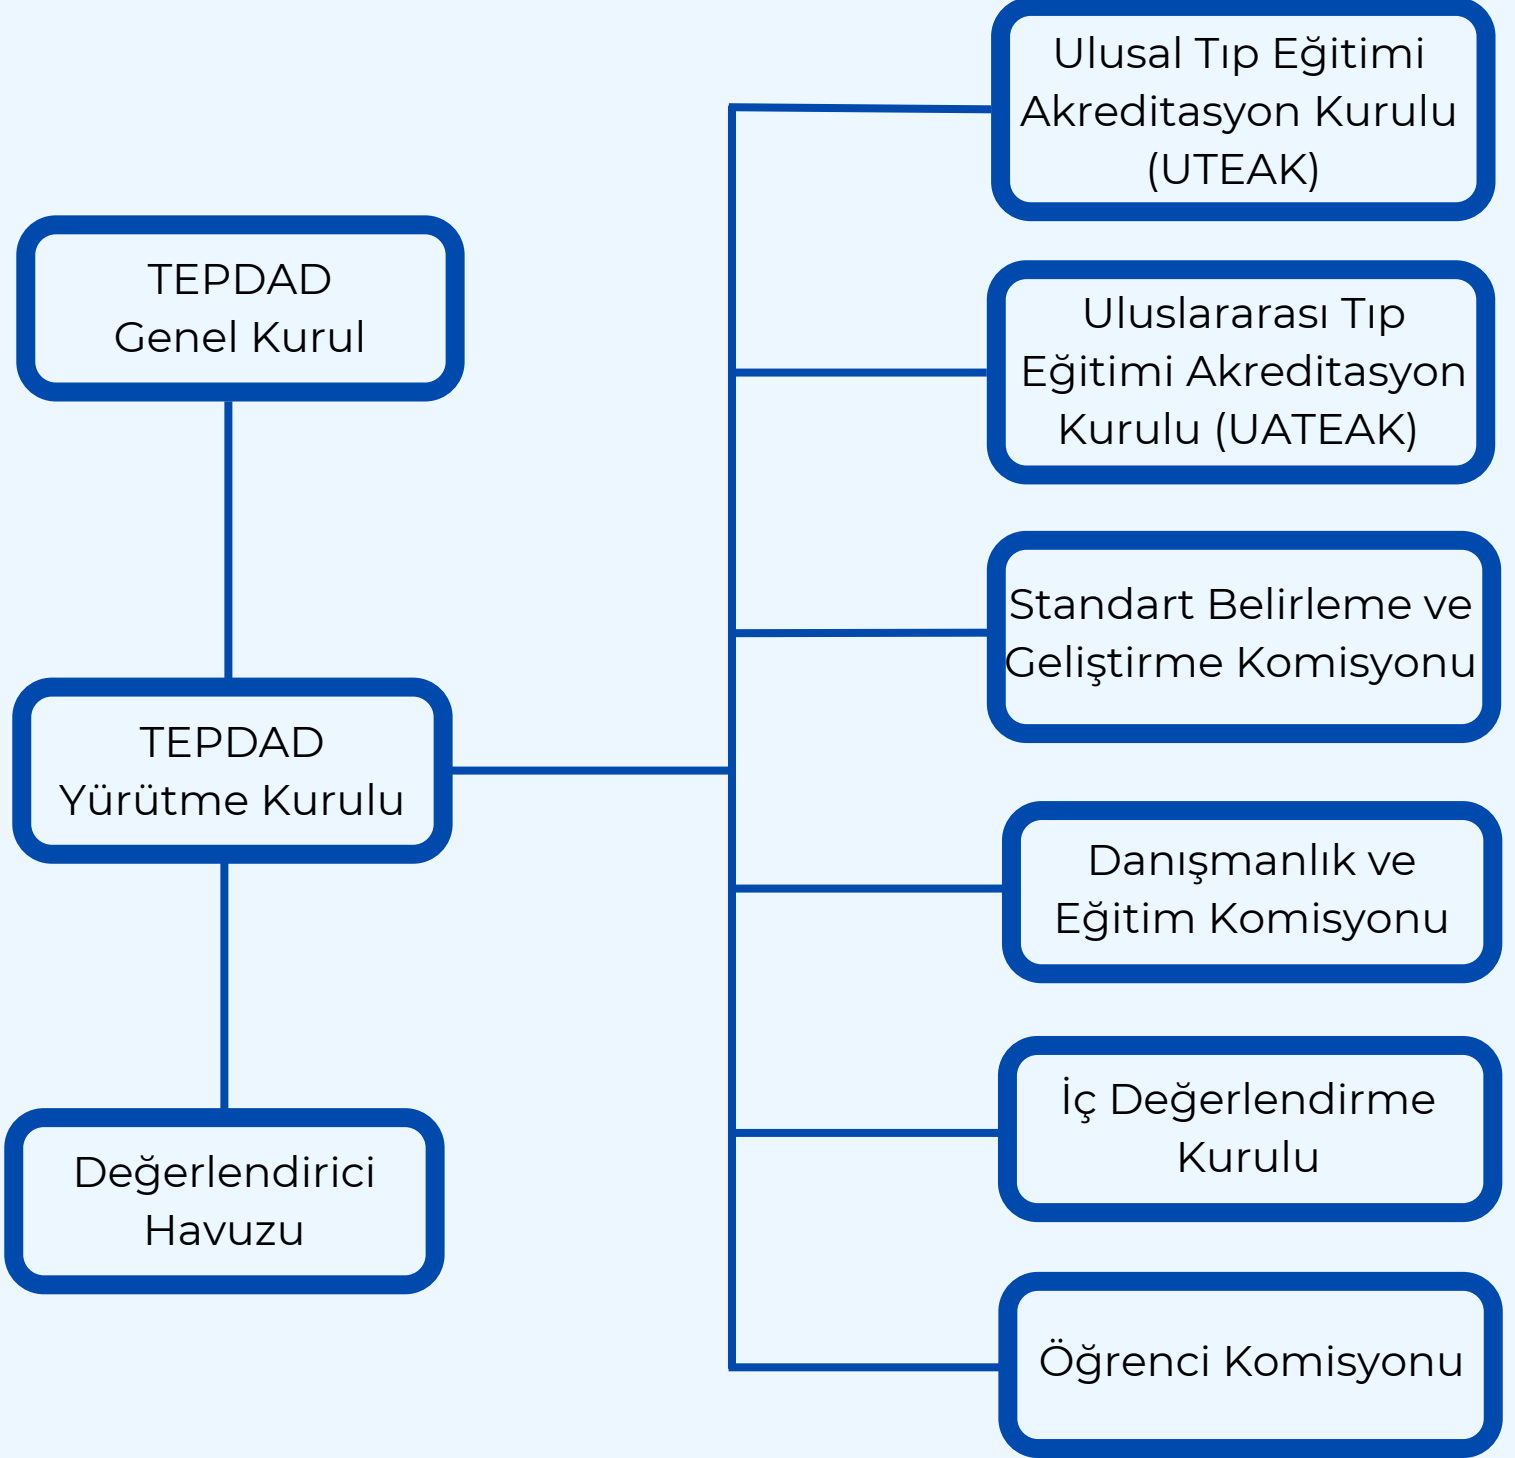 TEPDAD
Genel Kurul
TEPDAD
Yürütme Kurulu
Değerlendirici
Havuzu
Ulusal Tıp Eğitimi
Akreditasyon Kurulu
(UTEAK)
Uluslararası Tıp
Eğitimi Akreditasyon
Kurulu (UATEAK)
Standart Belirleme ve
Geliştirme Komisyonu
Danışmanlık ve
Eğitim Komisyonu
İç Değerlendirme
Kurulu
Öğrenci Komisyonu